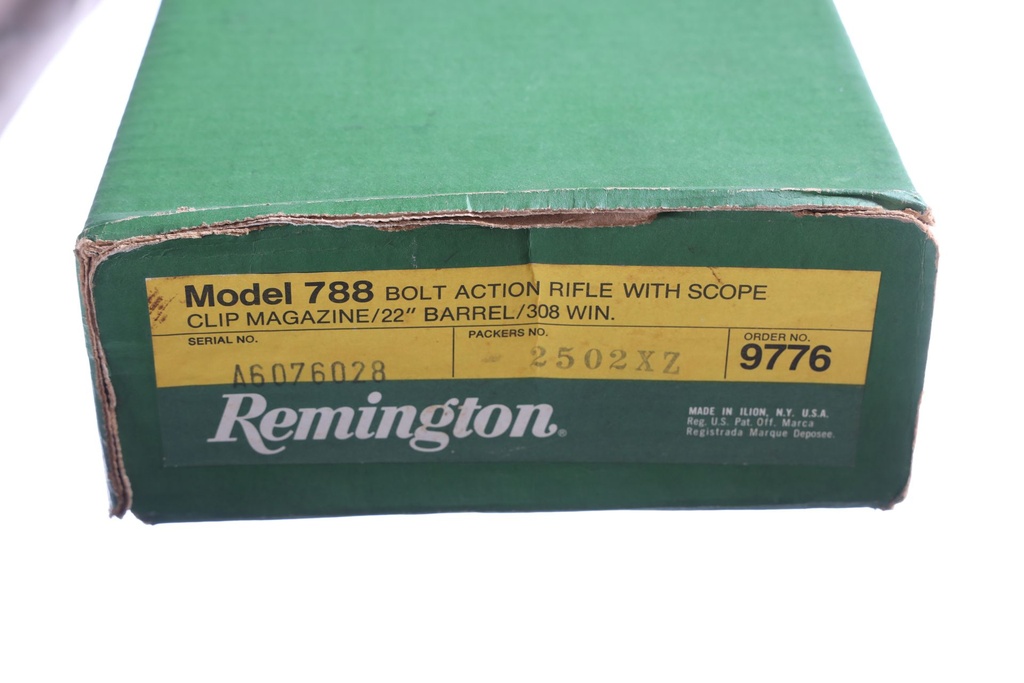 Model 788 BOLT ACTION RIFLE WITH SCOPE
CLIP MAGAZINE/22" BARREL/308 WIN.
SERIAL NO.
A6076028
PACKERS NO.
2502XZ
ORDER NO.
9776
Remington®
MADE IN ILION, N.Y. U.S.A.
Reg. U.S. Pat. Off. Marca
Registrada Marque Deposee.